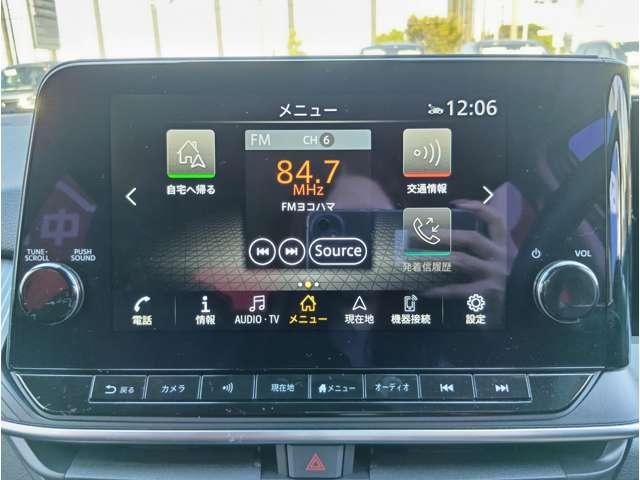 メニュー
12:06
FM CH 6
84.7
MHz
FMヨコハマ
Source
自宅へ帰る
交通情報
発着信履歴
TUNE・SCROLL
PUSH SOUND
VOL
電話 情報 AUDIO・TV メニュー 現在地 機器接続 設定
戻る カメラ 現在地 メニュー オーディオ